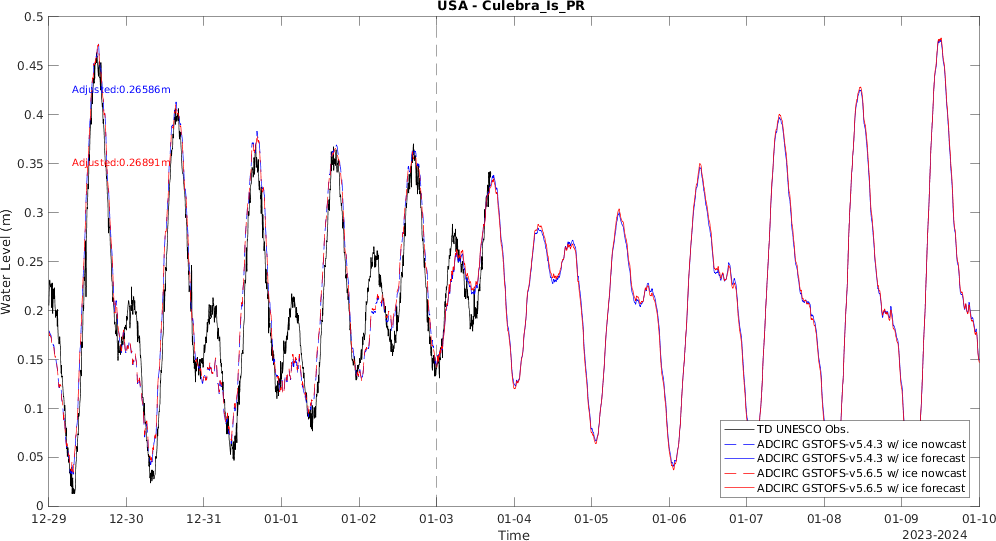 USA - Culebra_Is_PR
0.5
0.45
0.4
0.35
0.3
0.25
0.2
0.15
0.1
0.05
0
Water Level (m)
Adjusted:0.26586m
Adjusted:0.26891m
TD UNESCO Obs.
ADCIRC GSTOFS-v5.4.3 w/ ice nowcast
ADCIRC GSTOFS-v5.4.3 w/ ice forecast
ADCIRC GSTOFS-v5.6.5 w/ ice nowcast
ADCIRC GSTOFS-v5.6.5 w/ ice forecast
12-29 12-30 12-31 01-01 01-02 01-03 01-04 01-05 01-06 01-07 01-08 01-09 01-10
Time
2023-2024